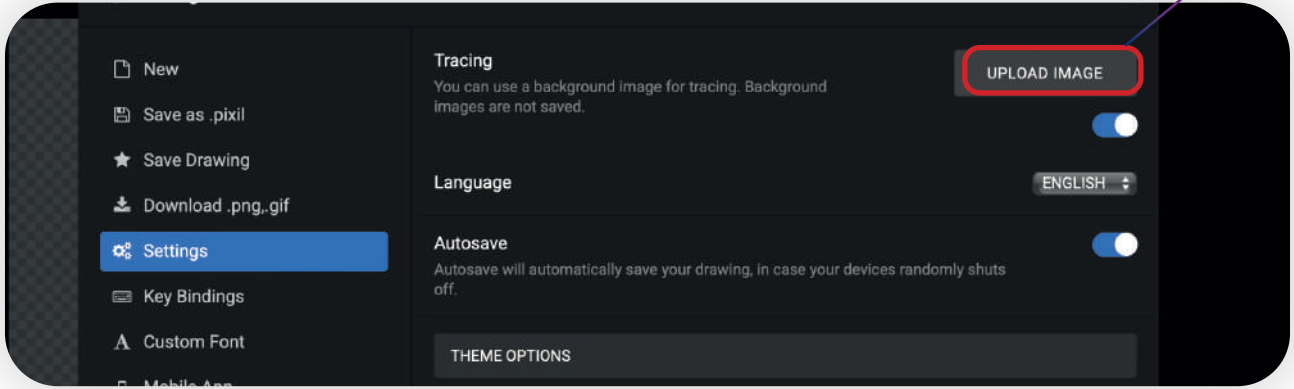 New
Save as .pixil
Save Drawing
Download .png,.gif
Settings
Key Bindings
Custom Font
Mobile App
Tracing
You can use a background image for tracing. Background
images are not saved.
UPLOAD IMAGE
Language
ENGLISH
Autosave
Autosave will automatically save your drawing, in case your devices randomly shuts
off.
THEME OPTIONS